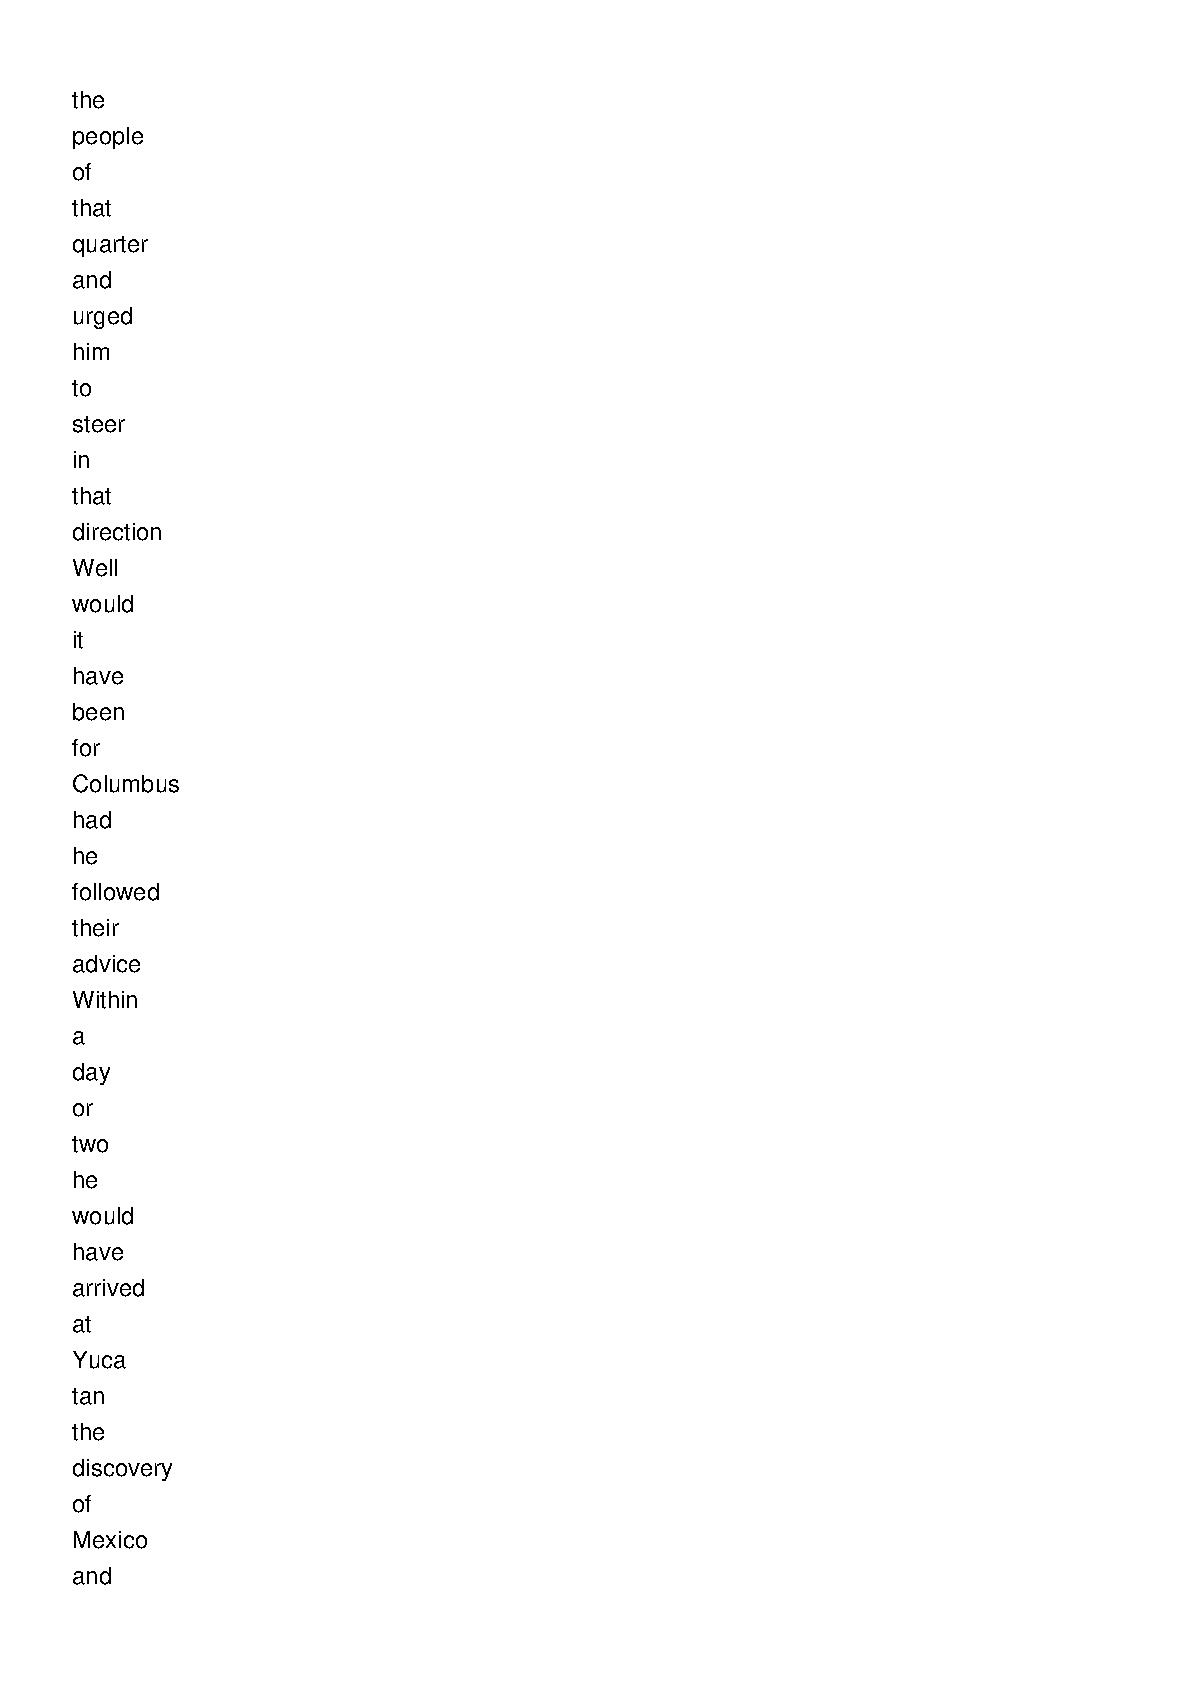 the
people
of
that
quarter
and
urged
him
to
steer
in
that
direction
Well
would
it
have
been
for
Columbus
had
he
followed
their
advice
Within
a
day
or
two
he
would
have
arrived
at
Yuca
tan
the
discovery
of
Mexico
and